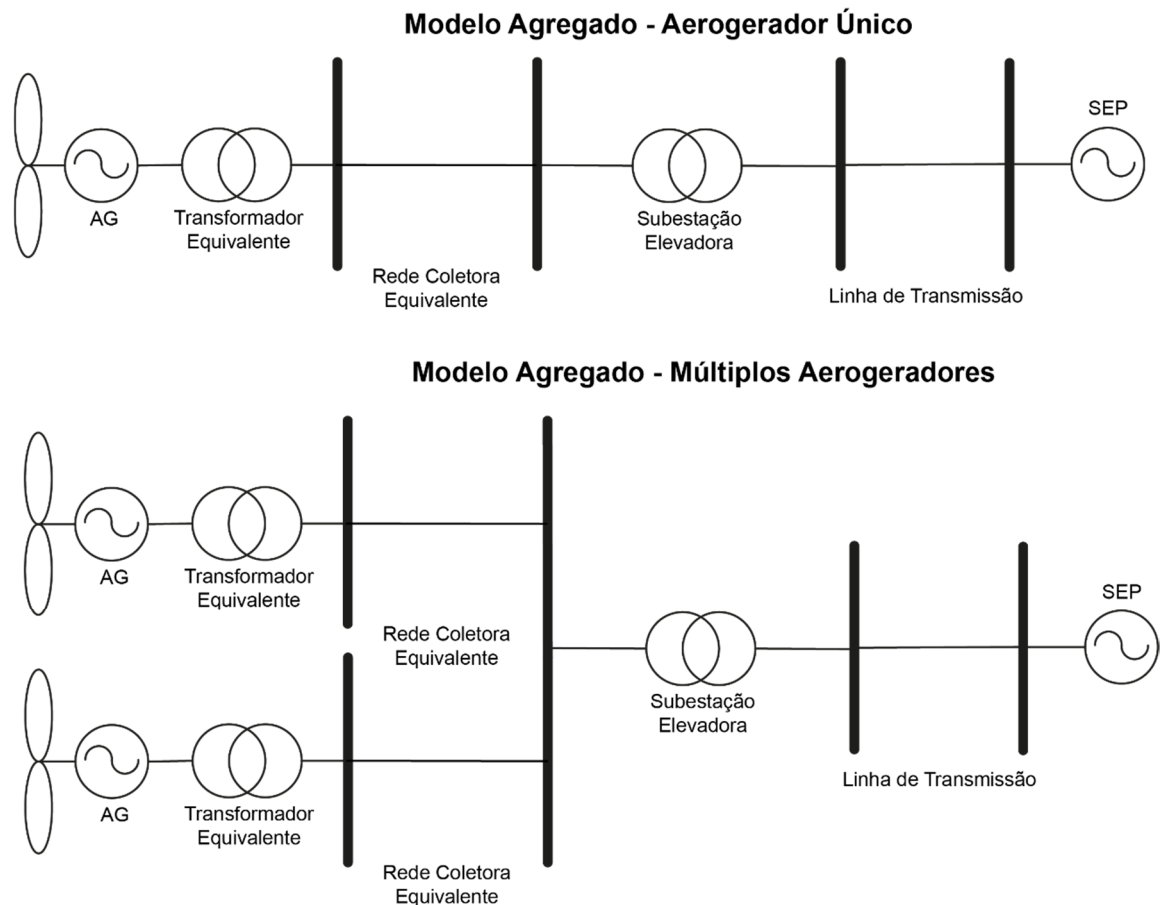 Modelo Agregado - Aerogerador Único
SEP
AG
Transformador
Equivalente
Subestação
Elevadora
Rede Coletora
Equivalente
Linha de Transmissão
Modelo Agregado - Múltiplos Aerogeradores
AG
Transformador
Equivalente
SEP
Rede Coletora
Equivalente
Subestação
Elevadora
Linha de Transmissão
AG
Transformador
Equivalente
Rede Coletora
Equivalente